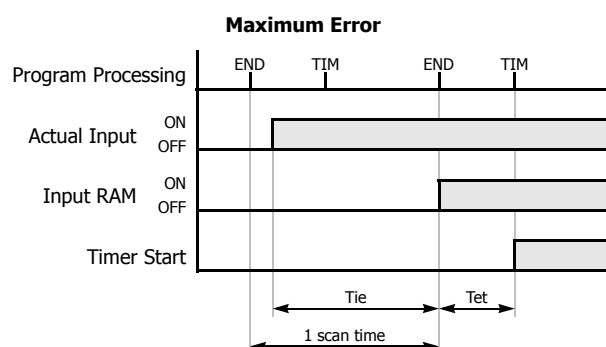 Maximum Error
END TIM END TIM
Program Processing
ON
Actual Input
OFF
ON
Input RAM
OFF
Timer Start
Tie Tet
1 scan time